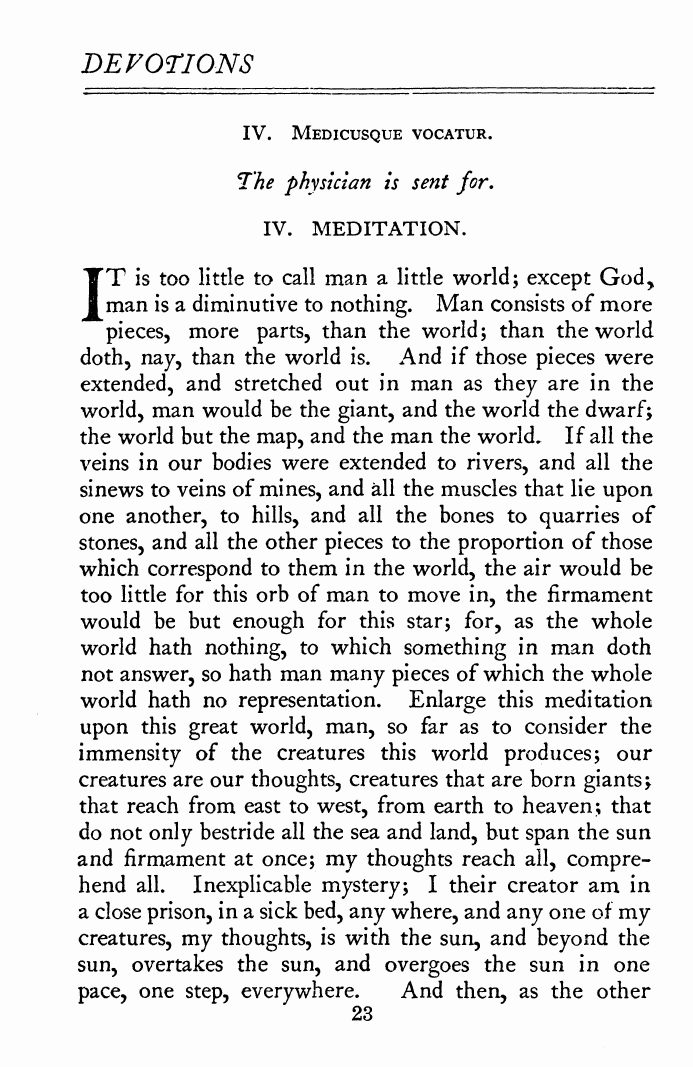 DEVOTIONS
IV. MEDICUSQUE VOCATUR.
The physician is sent for.
IV. MEDITATION.
IT is too little to call man a little world; except God,
man is a diminutive to nothing. Man consists of more
pieces, more parts, than the world; than the world
doth, nay, than the world is. And if those pieces were
extended, and stretched out in man as they are in the
world, man would be the giant, and the world the dwarf;
the world but the map, and the man the world. If all the
veins in our bodies were extended to rivers, and all the
sinews to veins of mines, and all the muscles that lie upon
one another, to hills, and all the bones to quarries of
stones, and all the other pieces to the proportion of those
which correspond to them in the world, the air would be
too little for this orb of man to move in, the firmament
would be but enough for this star; for, as the whole
world hath nothing, to which something in man doth
not answer, so hath man many pieces of which the whole
world hath no representation. Enlarge this meditation
upon this great world, man, so far as to consider the
immensity of the creatures this world produces; our
creatures are our thoughts, creatures that are born giants;
that reach from east to west, from earth to heaven; that
do not only bestride all the sea and land, but span the sun
and firmament at once; my thoughts reach all, compre-
hend all. Inexplicable mystery; I their creator am in
a close prison, in a sick bed, any where, and any one of my
creatures, my thoughts, is with the sun, and beyond the
sun, overtakes the sun, and overgoes the sun in one
pace, one step, everywhere. And then, as the other
23